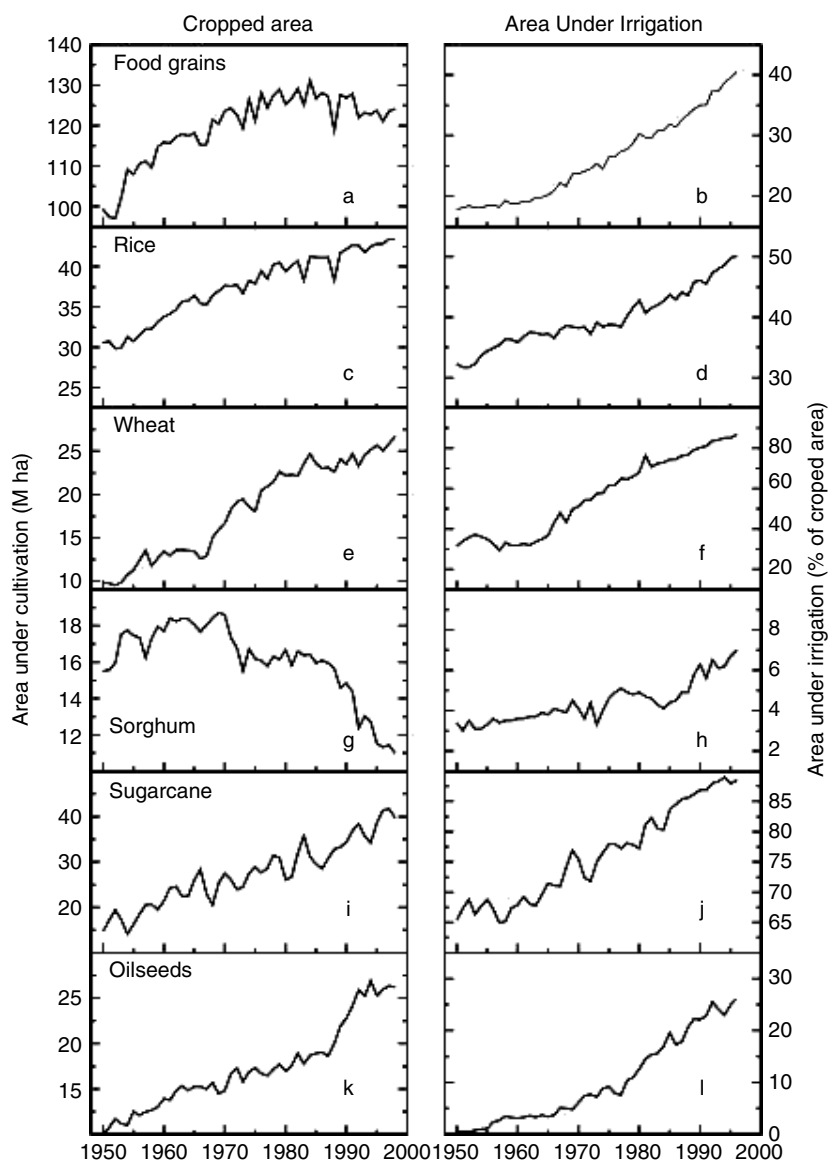 Cropped area
Area Under Irrigation
140
130
120
110
100
Food grains
a
b
40
30
20
40
35
30
25
Rice
c
d
50
40
30
25
20
15
10
Wheat
e
f
80
60
40
20
18
16
14
12
Sorghum
g
h
8
6
4
2
40
30
20
Sugarcane
i
j
85
80
75
70
65
25
20
15
Oilseeds
k
l
30
20
10
0
1950 1960 1970 1980 1990 2000
1950 1960 1970 1980 1990 2000
Area under cultivation (M ha)
Area under irrigation (% of croped area)